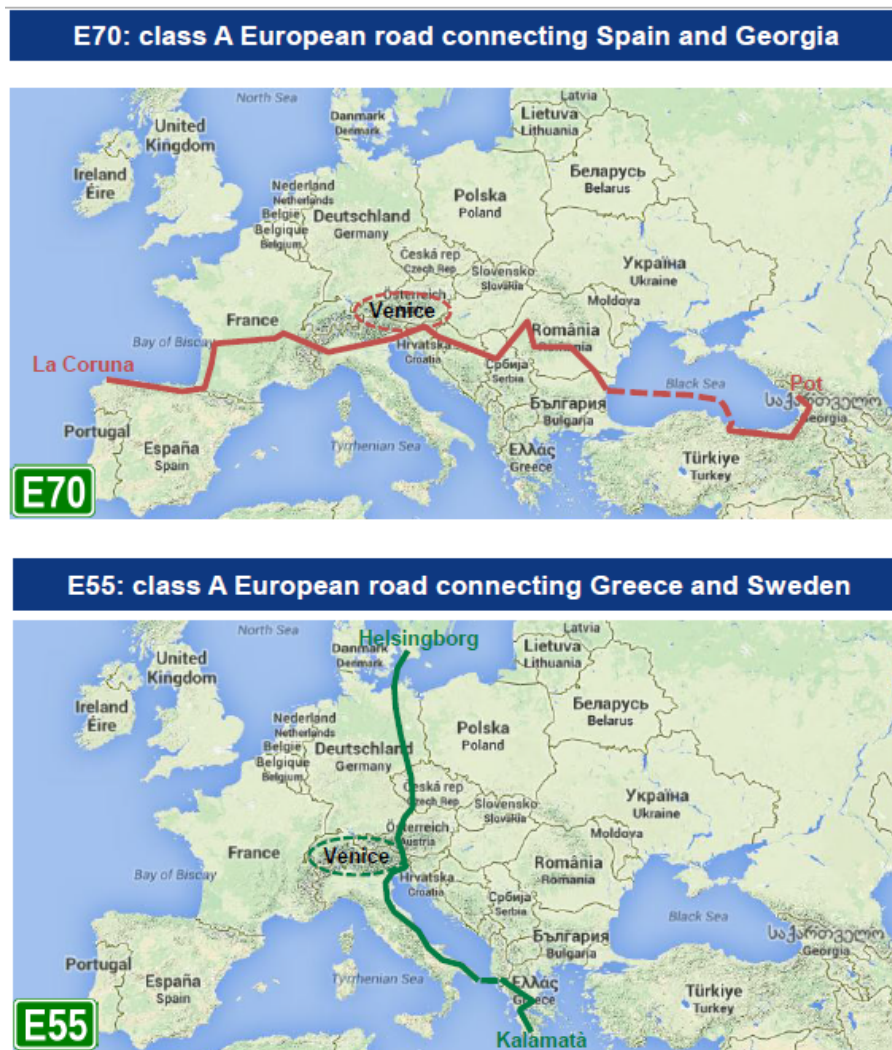 E70: class A European road connecting Spain and Georgia
North Sea
Latvia
Danmark
Denmark
Lietuva
Lithuania
United
Kingdom
Ireland
Éire
Беларусь
Belarus
Nederland
Netherlands
België
Belgique
Belgium
Deutschland
Germany
Polska
Poland
Česká rep
Czech Rep
Slovensko
Slovakia
Україна
Ukraine
Österreich
Venice
Moldova
France
România
Romania
Bay of Biscay
Hrvatska
Croatia
Србија
Serbia
La Coruna
Black Sea
Pot
საქართველო
Georgia
България
Bulgaria
Portugal
España
Spain
Tyrrhenian Sea
Ελλάς
Greece
Türkiye
Turkey
E70
E55: class A European road connecting Greece and Sweden
North Sea
Helsingborg
Latvia
Danmark
Denmark
Lietuva
Lithuania
United
Kingdom
Ireland
Éire
Беларусь
Belarus
Nederland
Netherlands
België
Belgique
Belgium
Deutschland
Germany
Polska
Poland
Česká rep
Czech Rep
Slovensko
Slovakia
Україна
Ukraine
Österreich
Austria
Moldova
France
Venice
România
Romania
Bay of Biscay
Hrvatska
Croatia
Србија
Serbia
Black Sea
საქართველო
Georgia
България
Bulgaria
Portugal
España
Spain
Tyrrhenian Sea
Ελλάς
Greece
Türkiye
Turkey
E55
Kalamatà